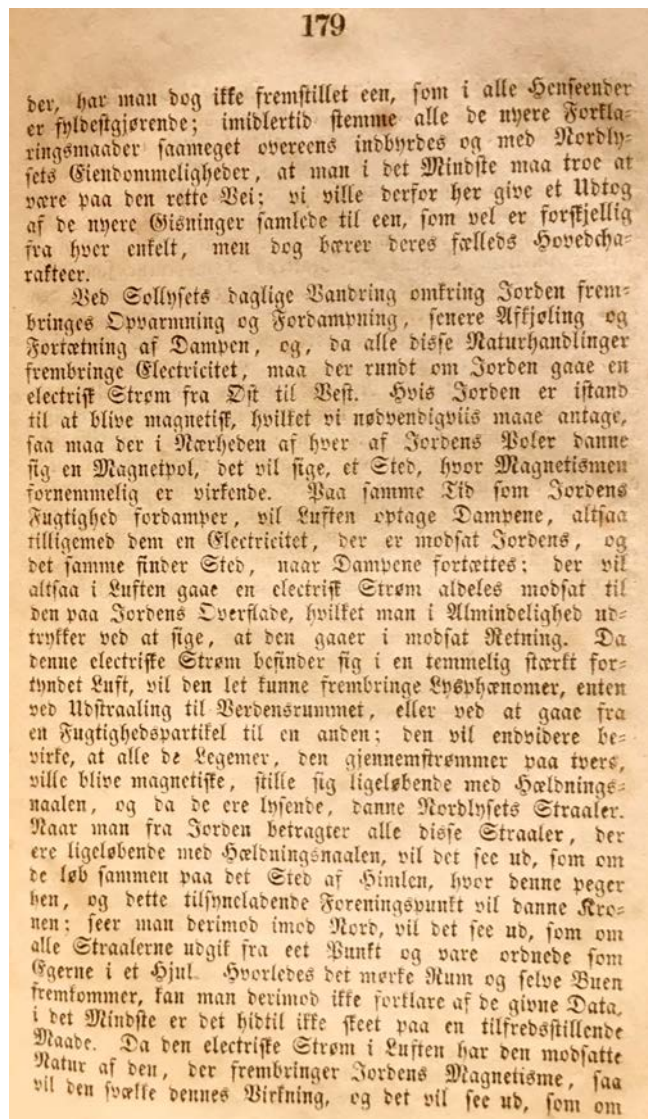 179
der, har man dog ikke fremstillet een, som i alle Henseender
er fyldestgjørende; imidlertid stemme alle de nyere Forkla-
ringsmaader saameget overeens indbyrdes og med Nordly-
sets Eiendommeligheder, at man i det Mindste maa troe at
være paa den rette Vei; vi ville derfor her give et Udtog
af de nyere Gisninger samlede til een, som vel er forskjellig
fra hver enkelt, men dog bærer deres fælleds Hovedcha-
rakteer.
Ved Sollysets daglige Vandring omkring Jorden frem-
bringes Opvarmning og Fordampning, senere Afkjøling og
Fortætning af Dampen, og, da alle disse Naturhandlinger
frembringe Electricitet, maa der rundt om Jorden gaae en
electrisk Strøm fra Øst til Vest. Hvis Jorden er istand
til at blive magnetisk, hvilket vi nødvendigviis maae antage,
saa maa der i Nærheden af hver af Jordens Poler danne
sig en Magnetpol, det vil sige, et Sted, hvor Magnetismen
fornemmelig er virkende. Paa samme Tid som Jordens
Fugtighed fordamper, vil Luften optage Dampene, altsaa
tilligemed dem en Electricitet, der er modsat Jordens, og
det samme finder Sted, naar Dampene fortættes; der vil
altsaa i Luften gaae en electrisk Strøm aldeles modsat til
den paa Jordens Overflade, hvilket man i Almindelighed ud-
trykker ved at sige, at den gaaer i modsat Retning. Da
denne electriske Strøm befinder sig i en temmelig stærkt for-
tyndet Luft, vil den let kunne frembringe Lysphænomer, enten
ved Udstraaling til Verdensrummet, eller ved at gaae fra
en Fugtighedspartikel til en anden; den vil endvidere be-
virke, at alle de Legemer, den gjennemstrømmer paa tvers,
ville blive magnetiske, stille sig ligeløbende med Hældnings-
naalen, og da de ere lysende, danne Nordlysets Straaler.
Naar man fra Jorden betragter alle disse Straaler, der
ere ligeløbende med Hældningsnaalen, vil det see ud, som om
de løb sammen paa det Sted af Himlen, hvor denne peger
hen, og dette tilsyneladende Foreningspunkt vil danne Kro-
nen; seer man derimod imod Nord, vil det see ud, som om
alle Straalerne udgik fra eet Punkt og vare ordnede som
Egerne i et Hjul. Hvorledes det mørke Rum og selve Buen
fremkommer, kan man derimod ikke forklare af de givne Data,
i det Mindste er det hidtil ikke skeet paa en tilfredsstillende
Maade. Da den electriske Strøm i Luften har den modsatte
Natur af den, der frembringer Jordens Magnetisme, saa
vil den svække dennes Virkning, og det vil see ud, som om